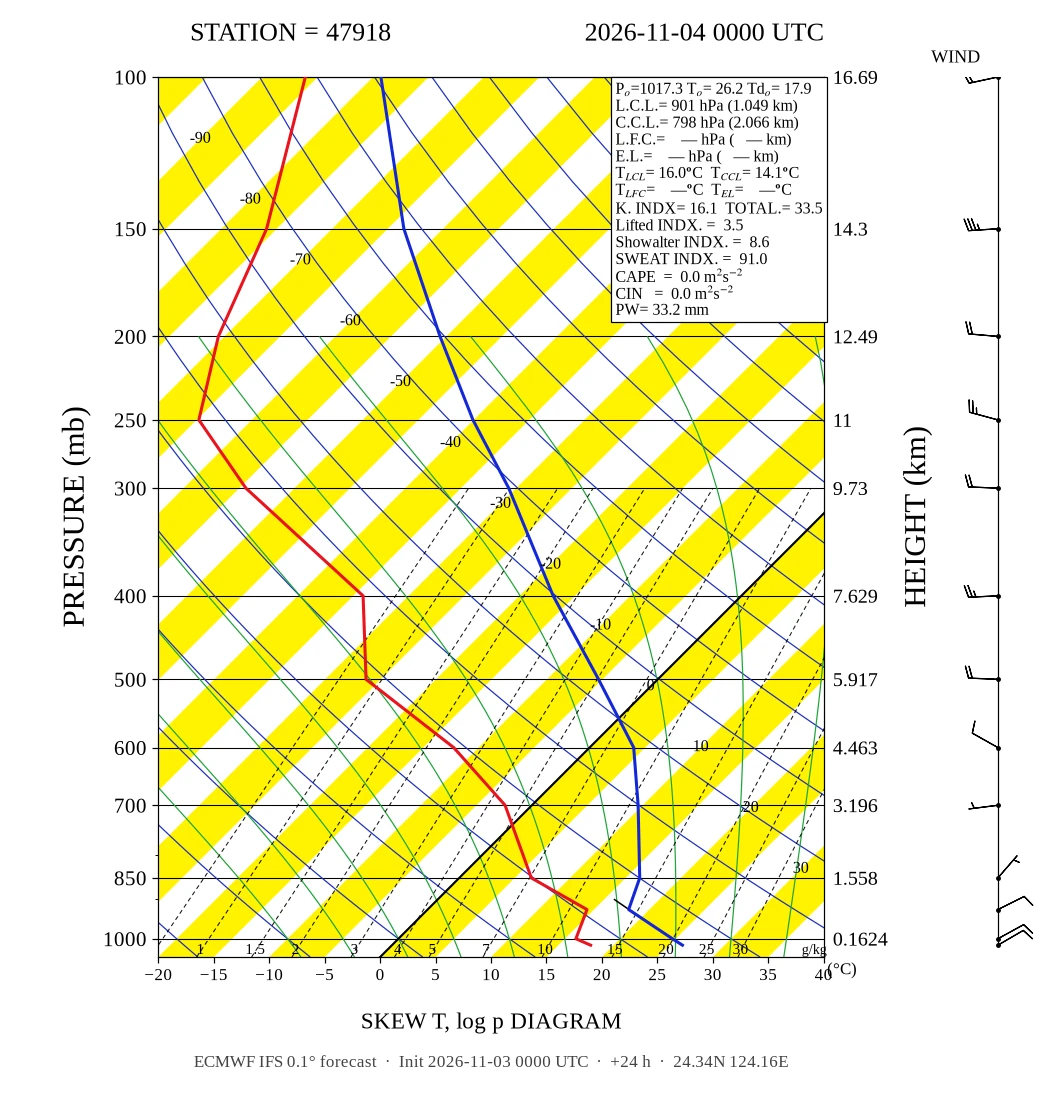 STATION = 47918
2026-11-04 0000 UTC
WIND
P₀=1017.3 T₀= 26.2 Td₀= 17.9
L.C.L.= 901 hPa (1.049 km)
C.C.L.= 798 hPa (2.066 km)
L.F.C.= — hPa ( — km)
E.L.= — hPa ( — km)
T_LCL= 16.0°C T_CCL= 14.1°C
T_LFC= —°C T_EL= —°C
K. INDX= 16.1 TOTAL.= 33.5
Lifted INDX. = 3.5
Showalter INDX. = 8.6
SWEAT INDX. = 91.0
CAPE = 0.0 m²s⁻²
CIN = 0.0 m²s⁻²
PW= 33.2 mm
100
150
200
250
300
400
500
600
700
850
1000
PRESSURE (mb)
-90
-80
-70
-60
-50
-40
-30
-20
-10
0
10
20
30
16.69
14.3
12.49
11
9.73
7.629
5.917
4.463
3.196
1.558
0.1624
HEIGHT (km)
1 1.5 2 3 4 5 7 10 15 20 25 30 g/kg
−20 −15 −10 −5 0 5 10 15 20 25 30 35 40 (°C)
SKEW T, log p DIAGRAM
ECMWF IFS 0.1° forecast · Init 2026-11-03 0000 UTC · +24 h · 24.34N 124.16E